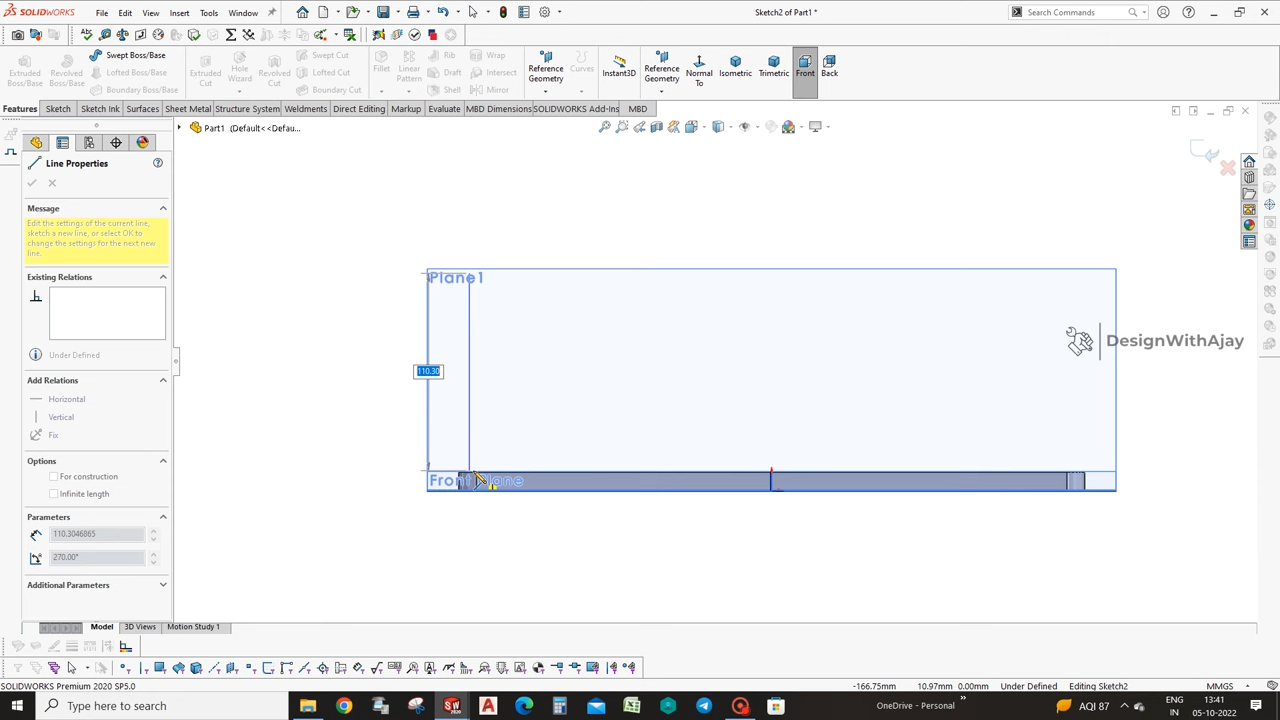 SOLIDWORKS
File Edit View Insert Tools Window
Sketch2 of Part1 *
Search Commands
Extruded Boss/Base
Revolved Boss/Base
Swept Boss/Base
Lofted Boss/Base
Boundary Boss/Base
Extruded Cut
Hole Wizard
Revolved Cut
Swept Cut
Lofted Cut
Boundary Cut
Fillet
Linear Pattern
Rib
Draft
Shell
Wrap
Intersect
Mirror
Reference Geometry
Curves
Instant3D
Reference Geometry
Normal To
Isometric
Trimetric
Front
Back
Features Sketch Sketch Ink Surfaces Sheet Metal Structure System Weldments Direct Editing Markup Evaluate MBD Dimensions SOLIDWORKS Add-Ins MBD
Part1 (Default<<Defau...
Line Properties
Message
Edit the settings of the current line,
sketch a new line, or select OK to
change the settings for the next new
line.
Existing Relations
Under Defined
Add Relations
Horizontal
Vertical
Fix
Options
For construction
Infinite length
Parameters
110.3046865
270.00°
Additional Parameters
Plane1
110.30
Front Plane
DesignWithAjay
Model 3D Views Motion Study 1
SOLIDWORKS Premium 2020 SP5.0
-166.75mm 10.97mm 0.00mm Under Defined Editing Sketch2 MMGS
Type here to search
OneDrive - Personal
AQI 87
ENG
IN
13:41
05-10-2022